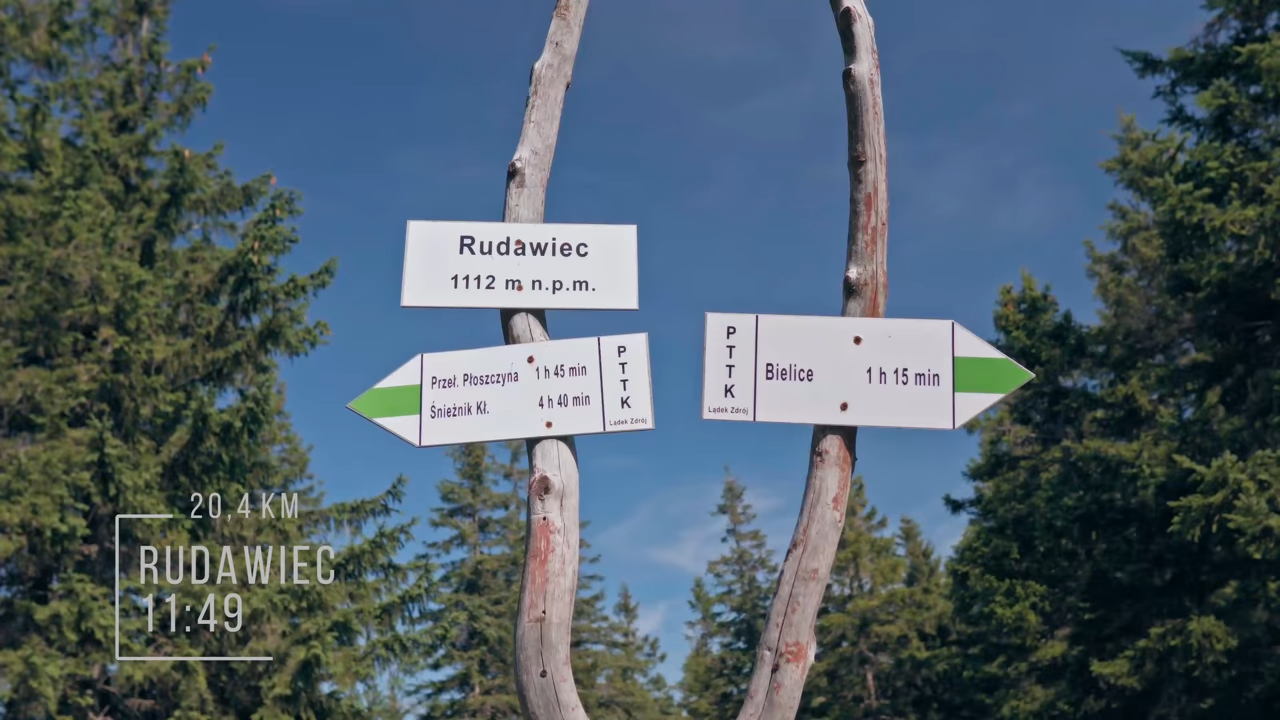 Rudawiec
1112 m n.p.m.
Przeł. Płoszczyna 1 h 45 min
Śnieżnik Kł. 4 h 40 min
PTTK
Lądek Zdrój
PTTK
Lądek Zdrój
Bielice 1 h 15 min
20,4 KM
RUDAWIEC
11:49